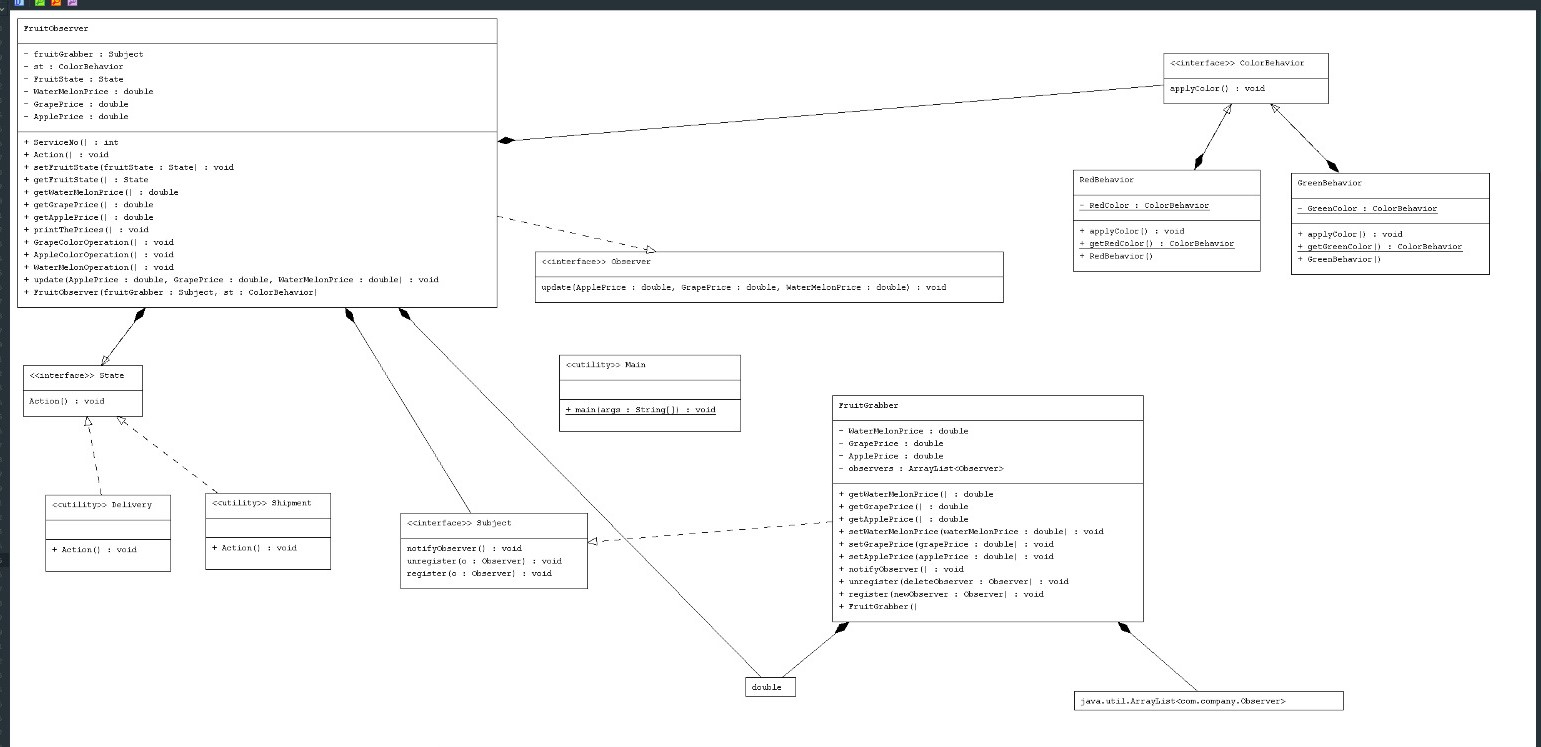 FruitObserver
- fruitGrabber : Subject
- st : ColorBehavior
- FruitState : State
- WaterMelonPrice : double
- GrapePrice : double
- ApplePrice : double
+ ServiceNo() : int
+ Action() : void
+ setFruitState(fruitState : State) : void
+ getFruitState() : State
+ getWaterMelonPrice() : double
+ getGrapePrice() : double
+ getApplePrice() : double
+ printThePrices() : void
+ GrapeColorOperation() : void
+ AppleColorOperation() : void
+ WaterMelonOperation() : void
+ update(ApplePrice : double, GrapePrice : double, WaterMelonPrice : double) : void
+ FruitObserver(fruitGrabber : Subject, st : ColorBehavior)
<<interface>> ColorBehavior
applyColor() : void
RedBehavior
- RedColor : ColorBehavior
+ applyColor() : void
+ getRedColor() : ColorBehavior
+ RedBehavior()
GreenBehavior
- GreenColor : ColorBehavior
+ applyColor() : void
+ getGreenColor() : ColorBehavior
+ GreenBehavior()
<<interface>> Observer
update(ApplePrice : double, GrapePrice : double, WaterMelonPrice : double) : void
<<interface>> State
Action() : void
<<utility>> Main
+ main(args : String[]) : void
<<utility>> Delivery
+ Action() : void
<<utility>> Shipment
+ Action() : void
<<interface>> Subject
notifyObserver() : void
unregister(o : Observer) : void
register(o : Observer) : void
FruitGrabber
- WaterMelonPrice : double
- GrapePrice : double
- ApplePrice : double
- observers : ArrayList<Observer>
+ getWaterMelonPrice() : double
+ getGrapePrice() : double
+ getApplePrice() : double
+ setWaterMelonPrice(waterMelonPrice : double) : void
+ setGrapePrice(grapePrice : double) : void
+ setApplePrice(applePrice : double) : void
+ notifyObserver() : void
+ unregister(deleteObserver : Observer) : void
+ register(newObserver : Observer) : void
+ FruitGrabber()
double
java.util.ArrayList<com.company.Observer>